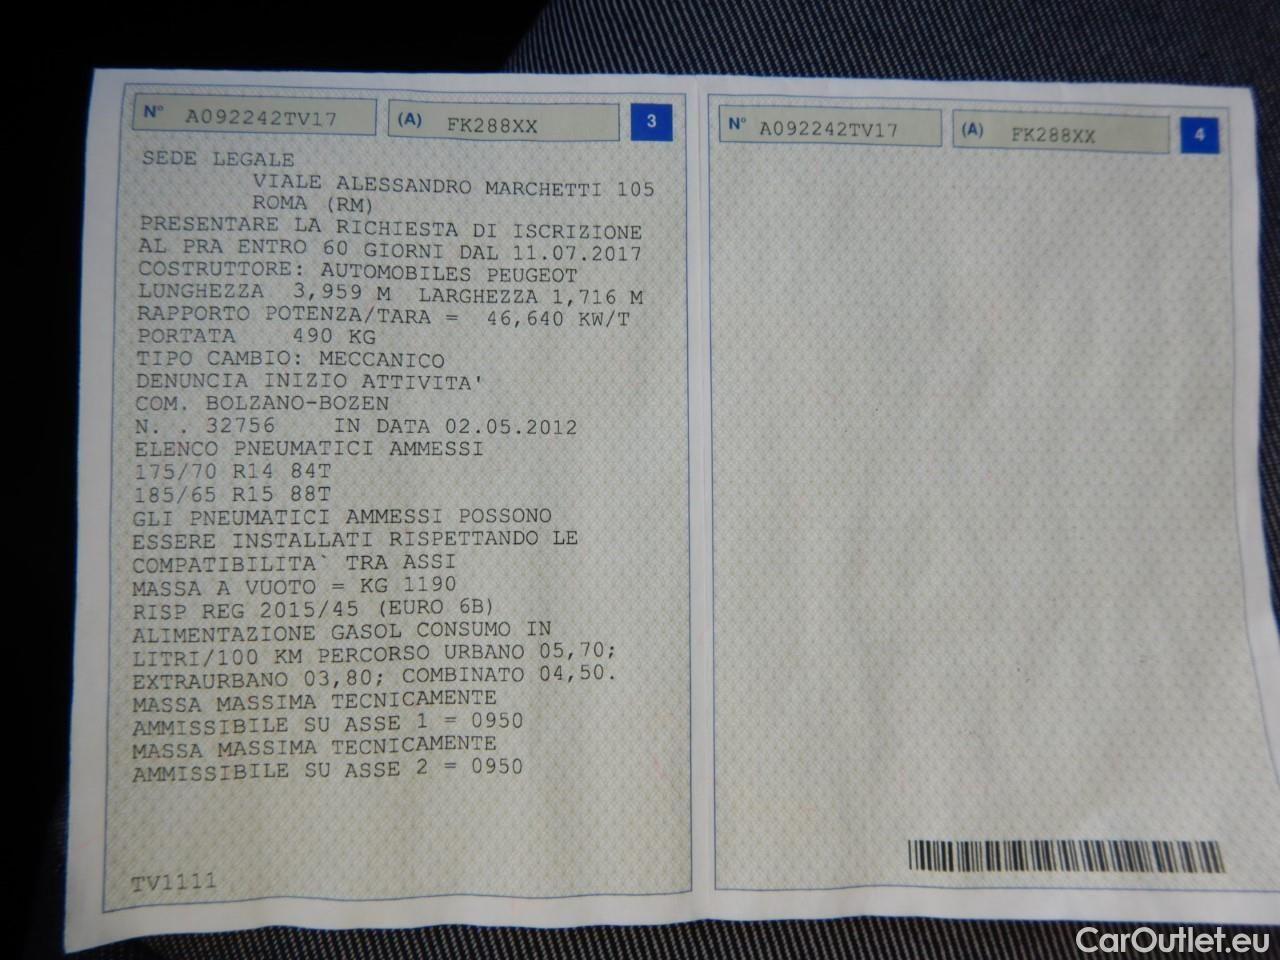 N° A092242TV17 (A) FK288XX 3
SEDE LEGALE
VIALE ALESSANDRO MARCHETTI 105
ROMA (RM)
PRESENTARE LA RICHIESTA DI ISCRIZIONE
AL PRA ENTRO 60 GIORNI DAL 11.07.2017
COSTRUTTORE: AUTOMOBILES PEUGEOT
LUNGHEZZA 3,959 M LARGHEZZA 1,716 M
RAPPORTO POTENZA/TARA = 46,640 KW/T
PORTATA 490 KG
TIPO CAMBIO: MECCANICO
DENUNCIA INIZIO ATTIVITA'
COM. BOLZANO-BOZEN
N. . 32756 IN DATA 02.05.2012
ELENCO PNEUMATICI AMMESSI
175/70 R14 84T
185/65 R15 88T
GLI PNEUMATICI AMMESSI POSSONO
ESSERE INSTALLATI RISPETTANDO LE
COMPATIBILITA` TRA ASSI
MASSA A VUOTO = KG 1190
RISP REG 2015/45 (EURO 6B)
ALIMENTAZIONE GASOL CONSUMO IN
LITRI/100 KM PERCORSO URBANO 05,70;
EXTRAURBANO 03,80; COMBINATO 04,50.
MASSA MASSIMA TECNICAMENTE
AMMISSIBILE SU ASSE 1 = 0950
MASSA MASSIMA TECNICAMENTE
AMMISSIBILE SU ASSE 2 = 0950
TV1111
N° A092242TV17 (A) FK288XX 4
CarOutlet.eu